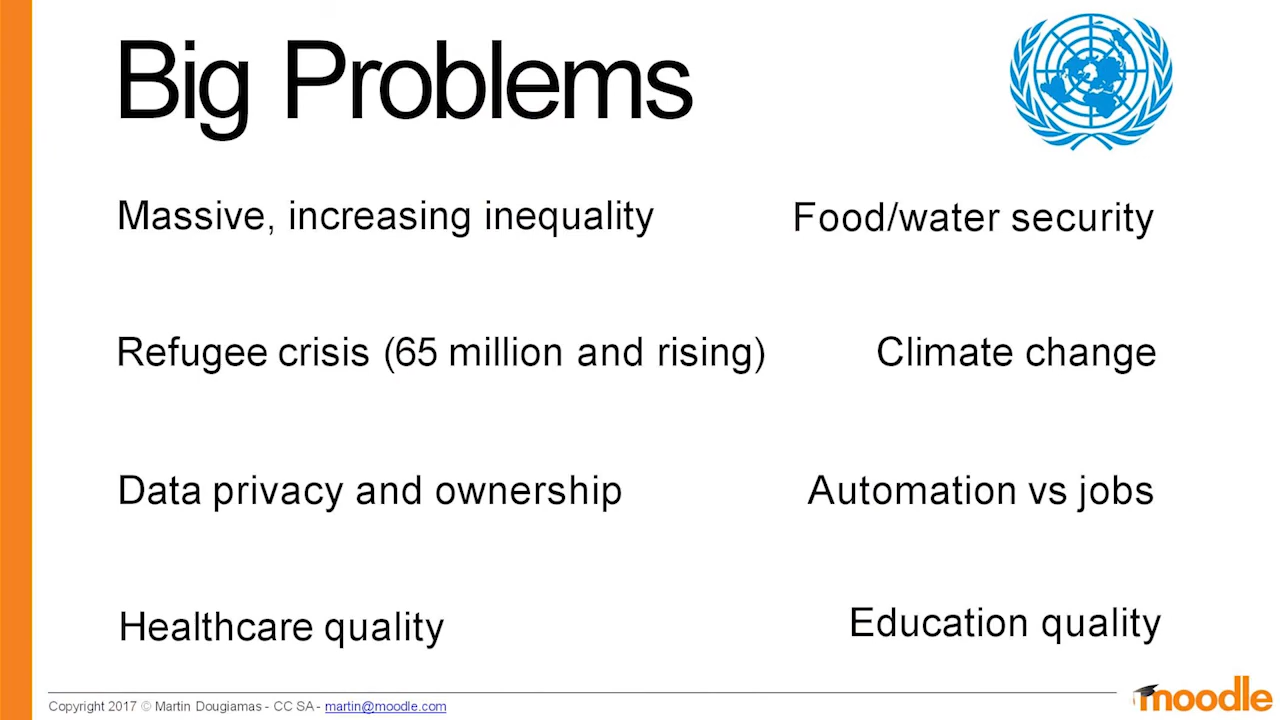 Big Problems
Massive, increasing inequality
Food/water security
Refugee crisis (65 million and rising)
Climate change
Data privacy and ownership
Automation vs jobs
Healthcare quality
Education quality
Copyright 2017 © Martin Dougiamas - CC SA - martin@moodle.com
moodle